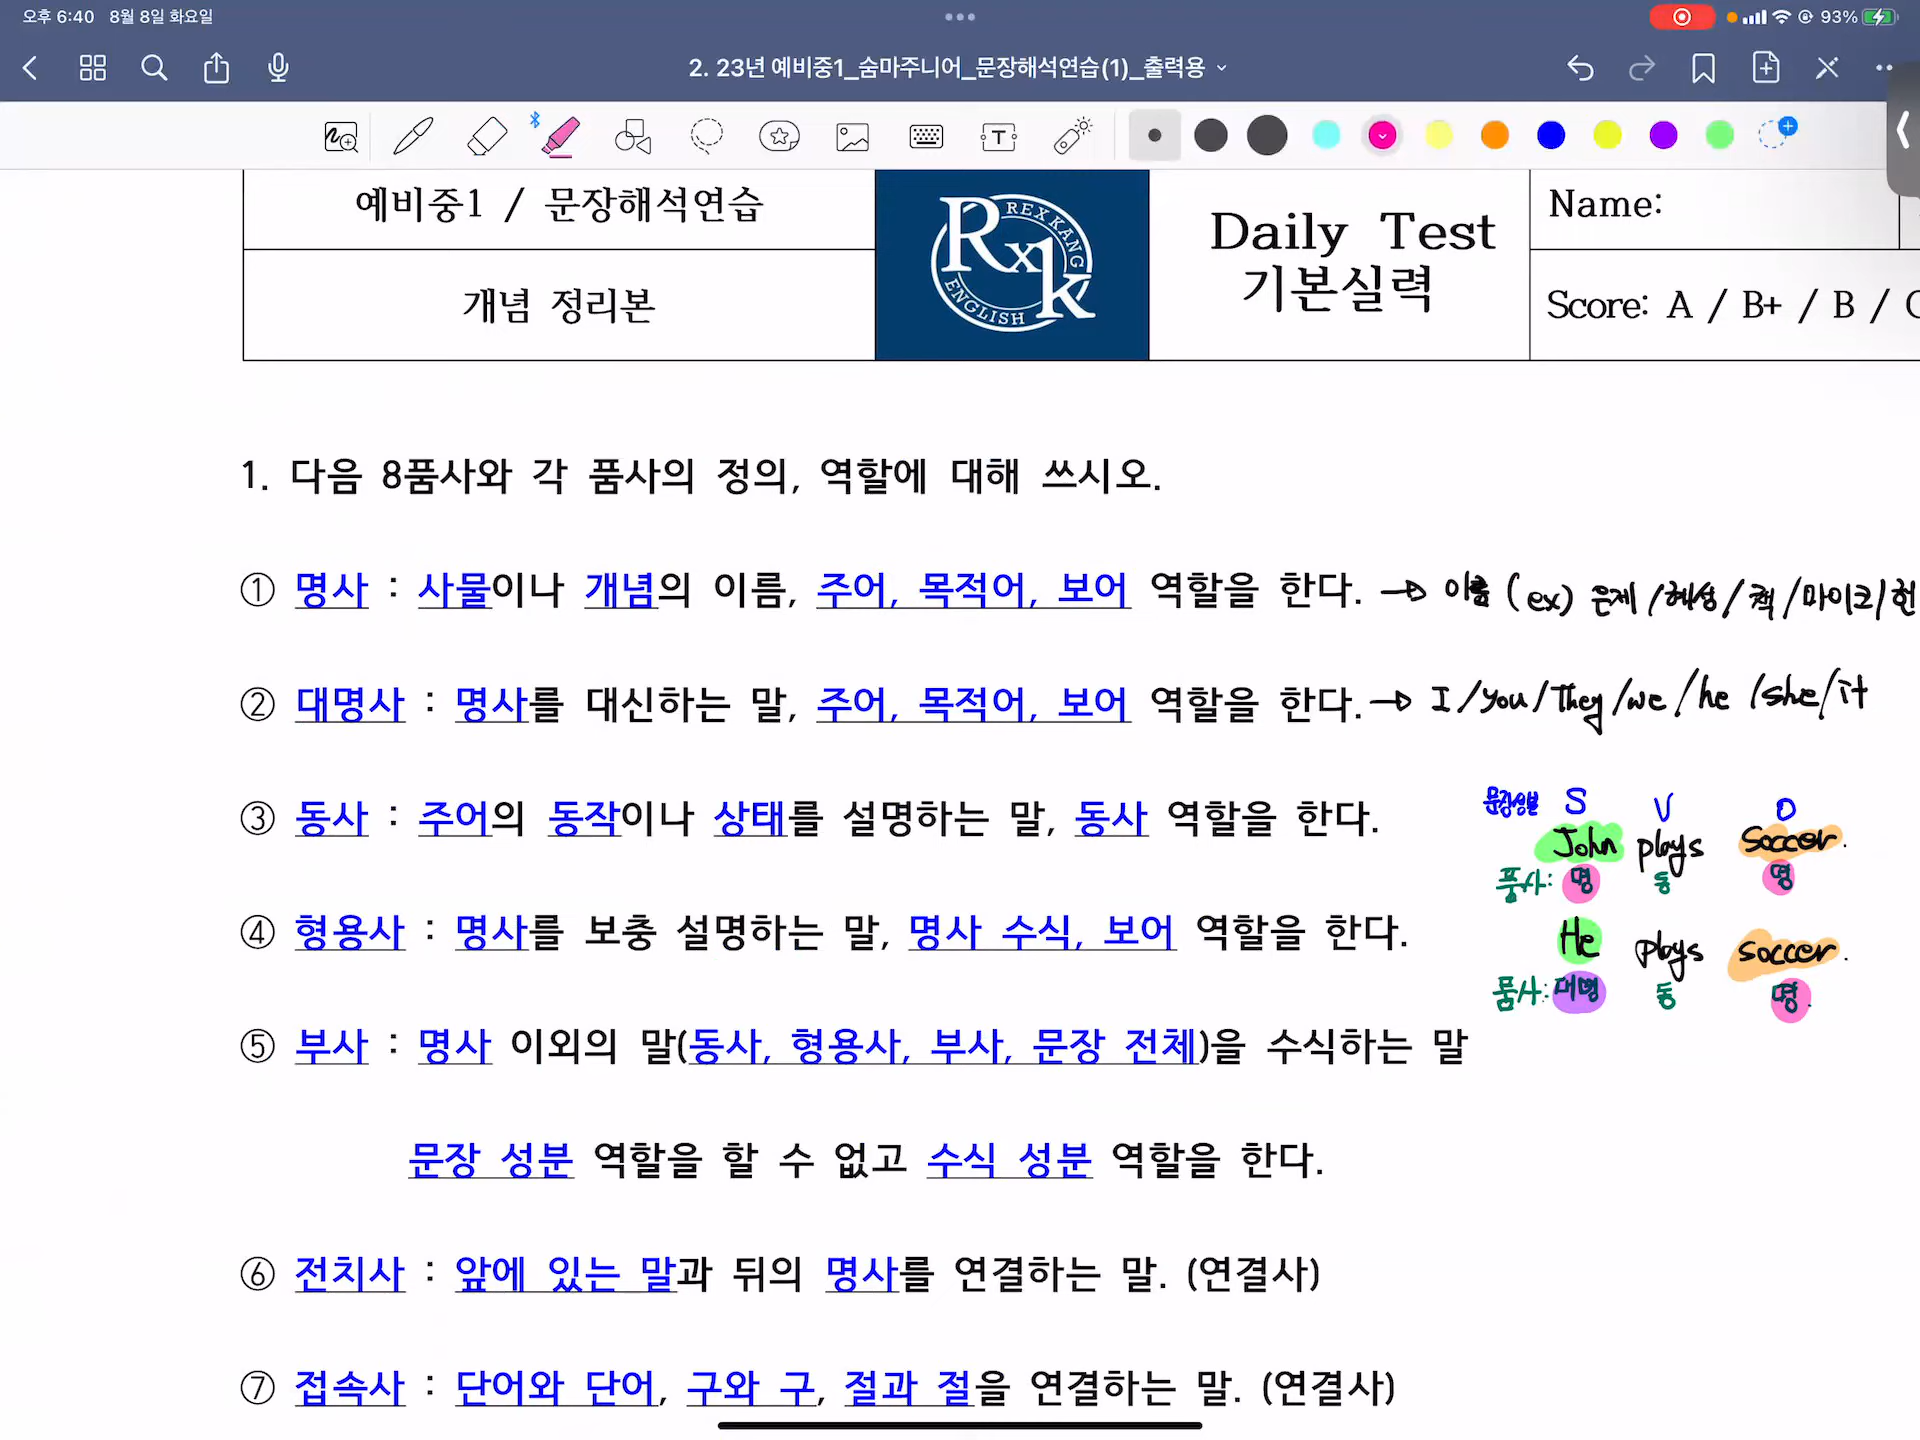 오후 6:40 8월 8일 화요일
93%
2. 23년 예비중1_숨마주니어_문장해석연습(1)_출력용
예비중1 / 문장해석연습
개념 정리본
REX KANG
RxK
ENGLISH
Daily Test
기본실력
Name:
Score: A / B+ / B / C
1. 다음 8품사와 각 품사의 정의, 역할에 대해 쓰시오.
① 명사 : 사물이나 개념의 이름, 주어, 목적어, 보어 역할을 한다. → 이름 (ex) 은제/혜성/책/마이크/헌
② 대명사 : 명사를 대신하는 말, 주어, 목적어, 보어 역할을 한다. → I/you/They/we/he/she/it
③ 동사 : 주어의 동작이나 상태를 설명하는 말, 동사 역할을 한다.
문장성분 S V O
John plays soccer.
품사: 명 동 명
④ 형용사 : 명사를 보충 설명하는 말, 명사 수식, 보어 역할을 한다.
He plays soccer.
품사: 대명 동 명.
⑤ 부사 : 명사 이외의 말(동사, 형용사, 부사, 문장 전체)을 수식하는 말
문장 성분 역할을 할 수 없고 수식 성분 역할을 한다.
⑥ 전치사 : 앞에 있는 말과 뒤의 명사를 연결하는 말. (연결사)
⑦ 접속사 : 단어와 단어, 구와 구, 절과 절을 연결하는 말. (연결사)